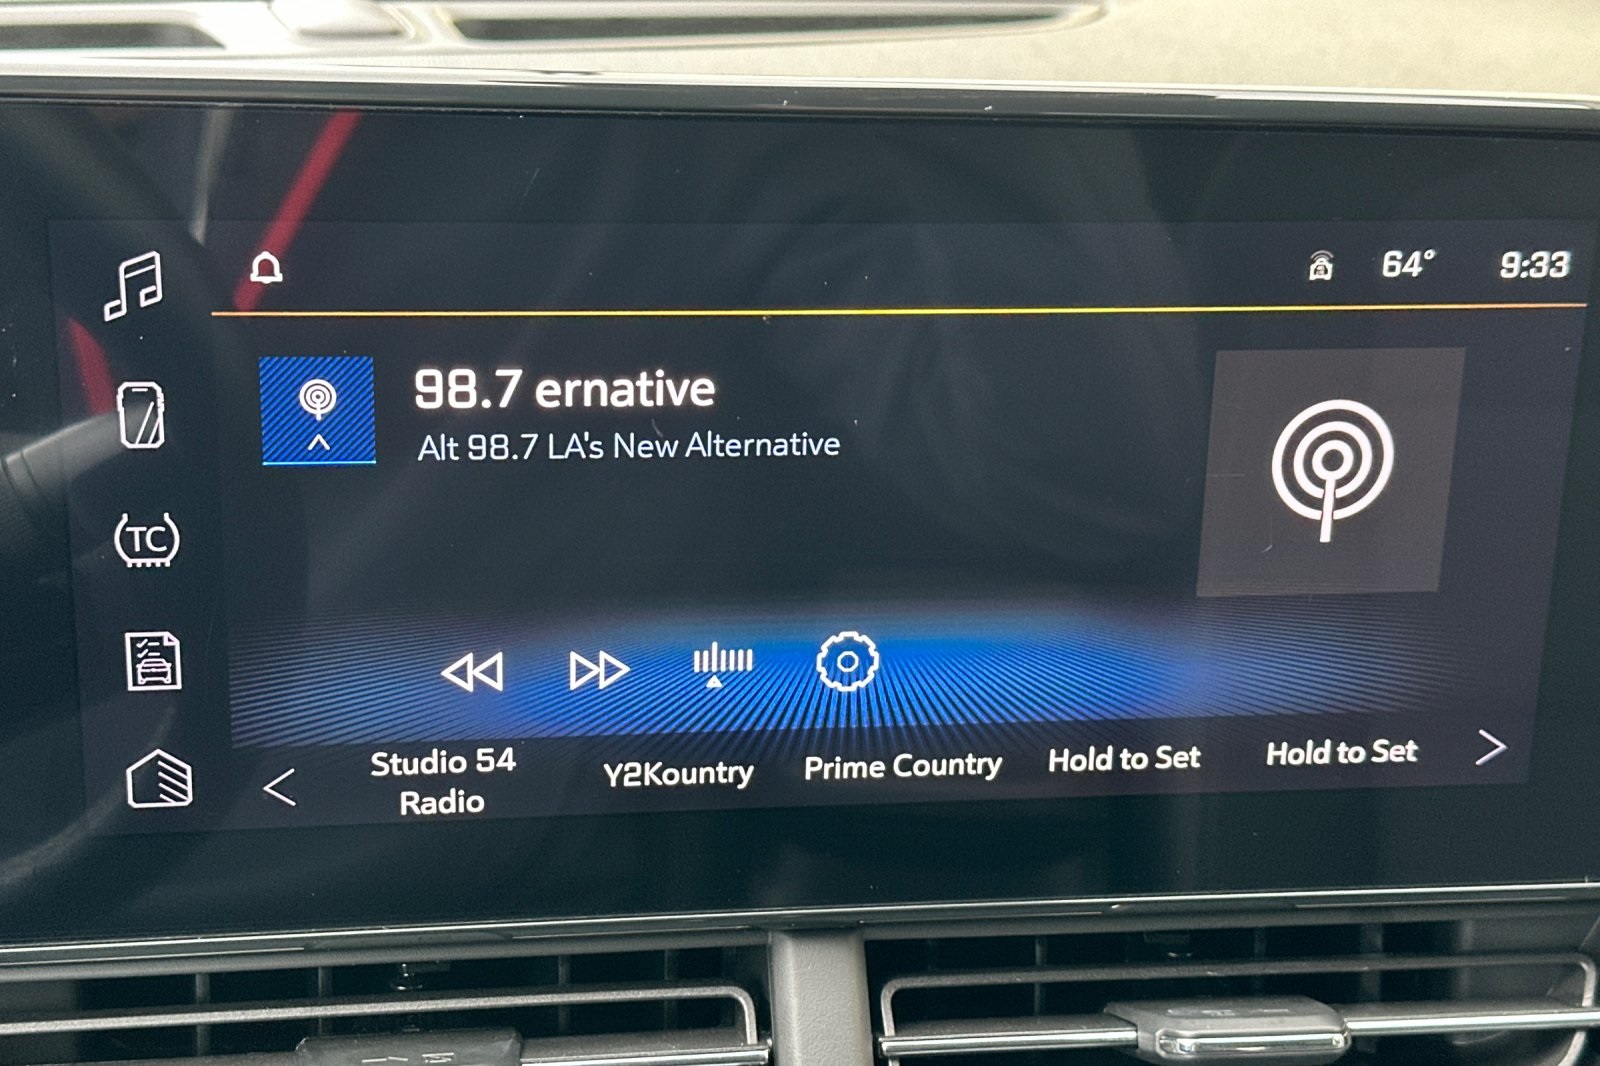 64° 9:33
98.7 ernative
Alt 98.7 LA's New Alternative
TC
Studio 54
Radio
Y2Kountry
Prime Country
Hold to Set
Hold to Set